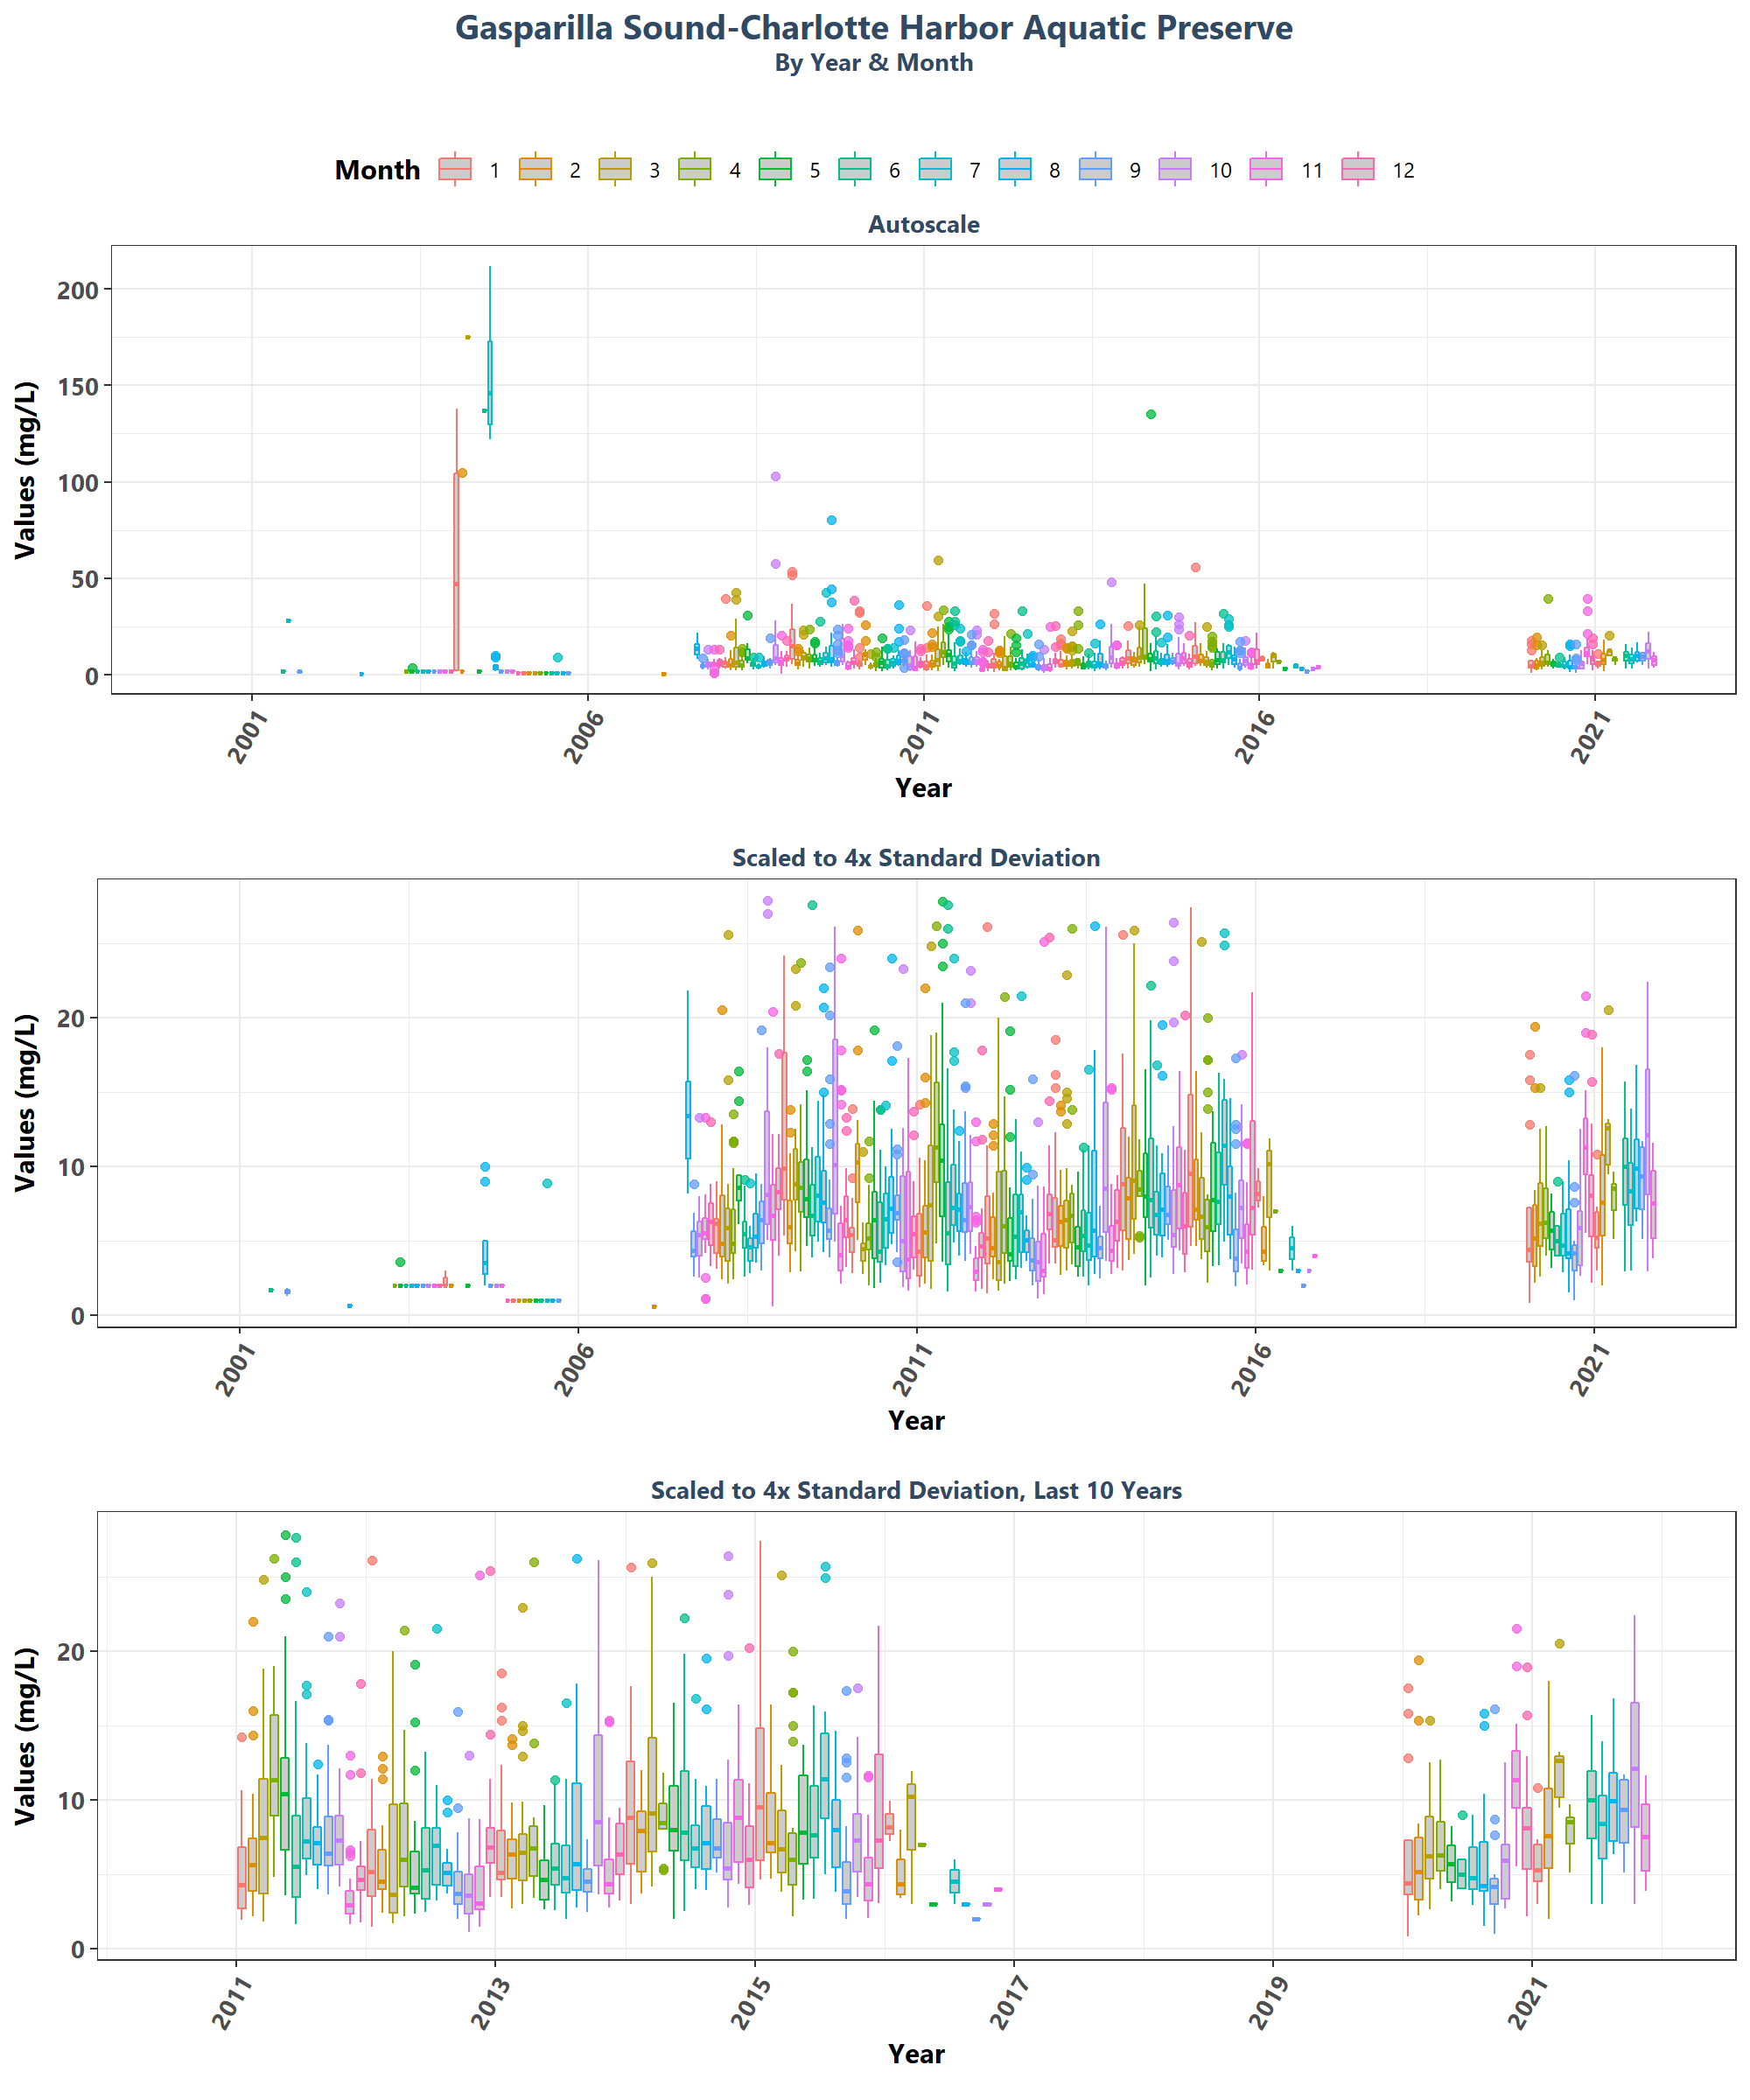 Gasparilla Sound-Charlotte Harbor Aquatic Preserve
By Year & Month
Month 1 2 3 4 5 6 7 8 9 10 11 12
Autoscale
Values (mg/L)
200
150
100
50
0
2001 2006 2011 2016 2021
Year
Scaled to 4x Standard Deviation
Values (mg/L)
20
10
0
2001 2006 2011 2016 2021
Year
Scaled to 4x Standard Deviation, Last 10 Years
Values (mg/L)
20
10
0
2011 2013 2015 2017 2019 2021
Year